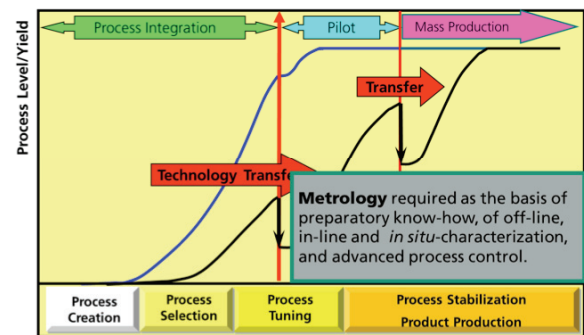 Process Integration
Pilot
Mass Production
Process Level/Yield
Transfer
Technology Transfe
Metrology required as the basis of
preparatory know-how, of off-line,
in-line and in situ-characterization,
and advanced process control.
Process
Creation
Process
Selection
Process
Tuning
Process Stabilization
Product Production